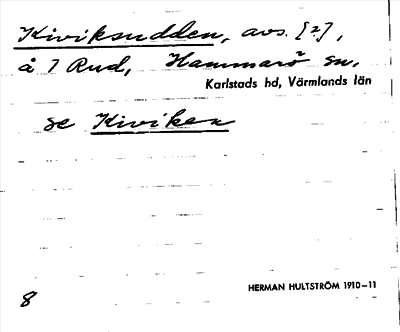 Kiviksudden, avs. [?],
å 7 Rud, Hammarö sn,
Karlstads hd, Värmlands län
se Kiviken
HERMAN HULTSTRÖM 1910-11
8